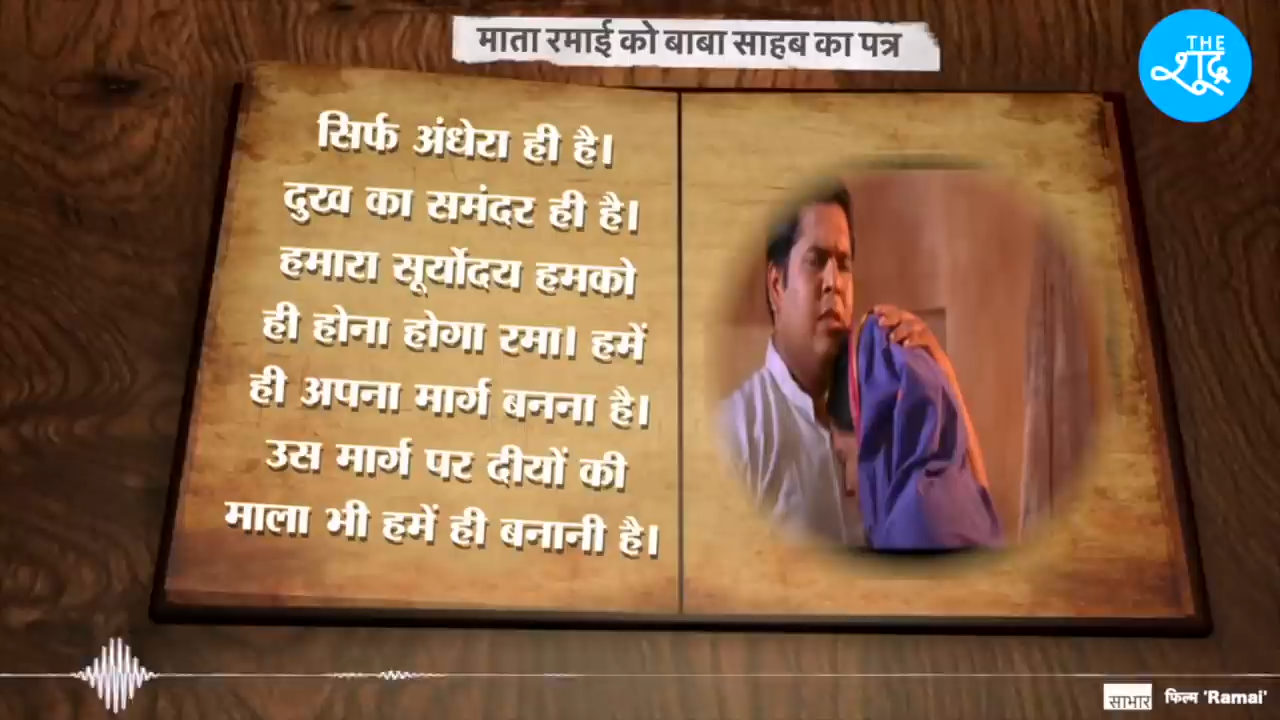 माता रमाई को बाबा साहब का पत्र
THE
शूद्र
सिर्फ अंधेरा ही है।
दुख का समंदर ही है।
हमारा सूर्योदय हमको
ही होना होगा रमा। हमें
ही अपना मार्ग बनना है।
उस मार्ग पर दीयों की
माला भी हमें ही बनानी है।
साभार फिल्म 'Ramai'